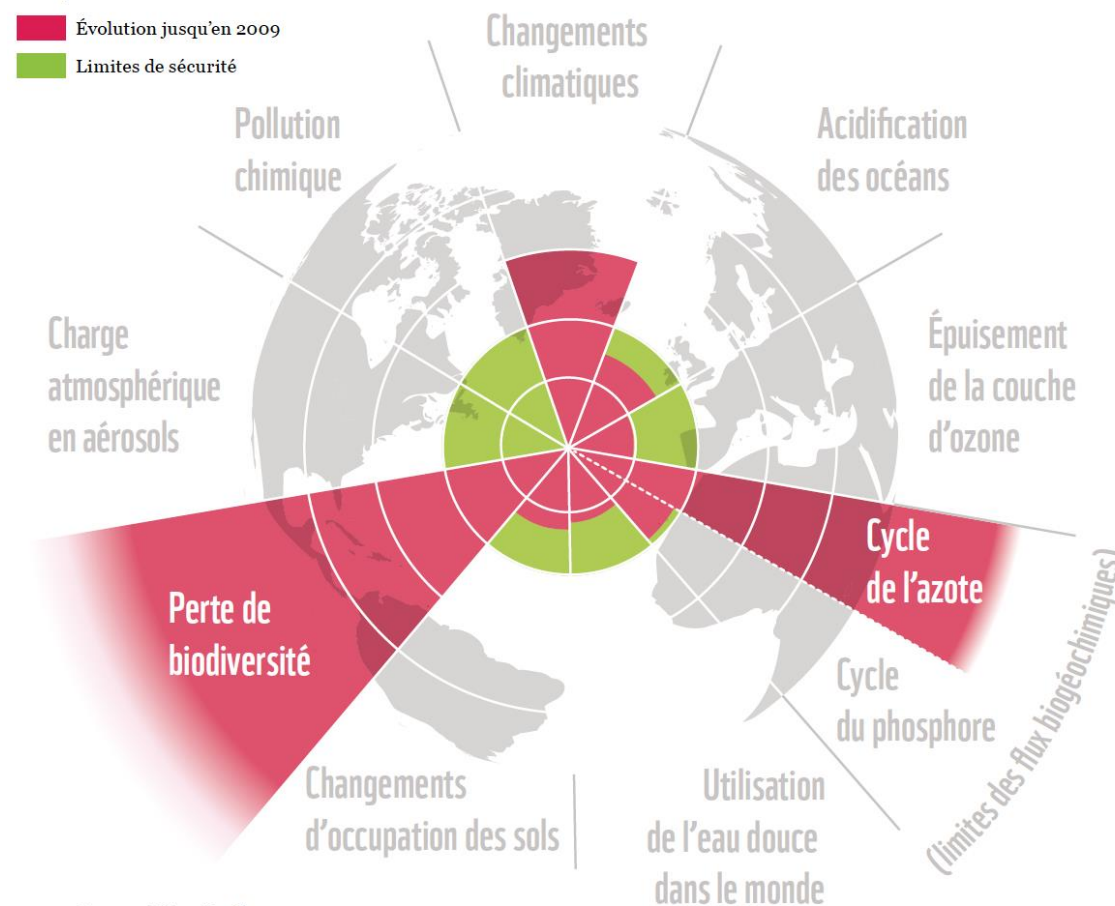 Évolution jusqu'en 2009
Limites de sécurité
Changements
climatiques
Pollution
chimique
Acidification
des océans
Charge
atmosphérique
en aérosols
Épuisement
de la couche
d'ozone
Cycle
de l'azote
Perte de
biodiversité
Cycle
du phosphore
(limites des flux biogéochimiques)
Changements
d'occupation des sols
Utilisation
de l'eau douce
dans le monde